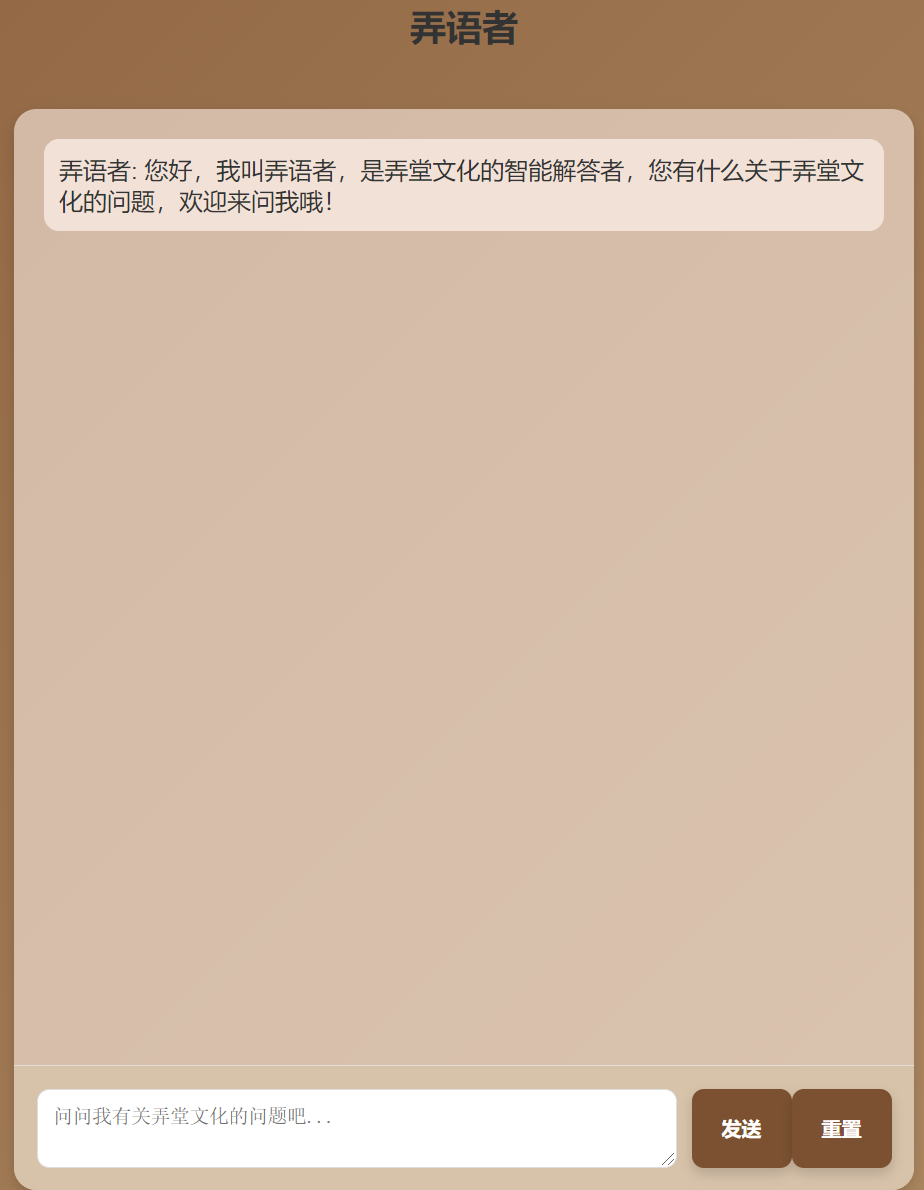 弄语者
弄语者: 您好，我叫弄语者，是弄堂文化的智能解答者，您有什么关于弄堂文
化的问题，欢迎来问我哦！
问问我有关弄堂文化的问题吧...
发送
重置